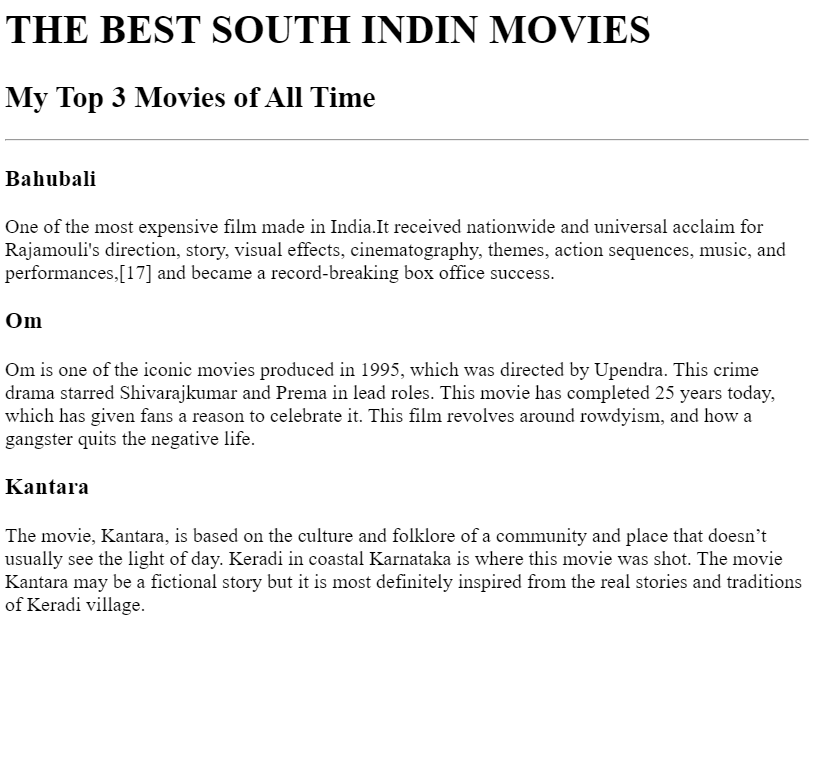 THE BEST SOUTH INDIN MOVIES
My Top 3 Movies of All Time
Bahubali
One of the most expensive film made in India.It received nationwide and universal acclaim for
Rajamouli's direction, story, visual effects, cinematography, themes, action sequences, music, and
performances,[17] and became a record-breaking box office success.
Om
Om is one of the iconic movies produced in 1995, which was directed by Upendra. This crime
drama starred Shivarajkumar and Prema in lead roles. This movie has completed 25 years today,
which has given fans a reason to celebrate it. This film revolves around rowdyism, and how a
gangster quits the negative life.
Kantara
The movie, Kantara, is based on the culture and folklore of a community and place that doesn’t
usually see the light of day. Keradi in coastal Karnataka is where this movie was shot. The movie
Kantara may be a fictional story but it is most definitely inspired from the real stories and traditions
of Keradi village.